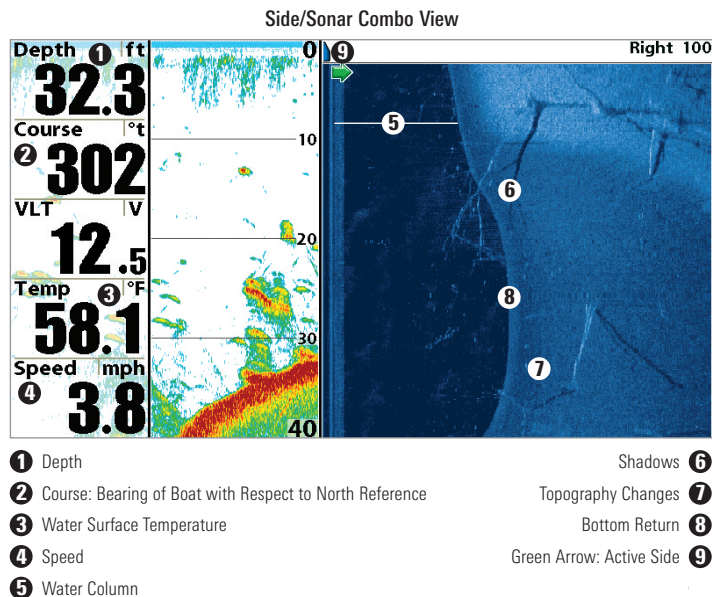 Side/Sonar Combo View
Depth 1 ft
32.3
Course °t
2 302
VLT V
12.5
Temp 3 °F
58.1
Speed mph
4 3.8
0
10
20
30
40
9 Right 100
5
6
8
7
1 Depth
2 Course: Bearing of Boat with Respect to North Reference
3 Water Surface Temperature
4 Speed
5 Water Column
Shadows 6
Topography Changes 7
Bottom Return 8
Green Arrow: Active Side 9